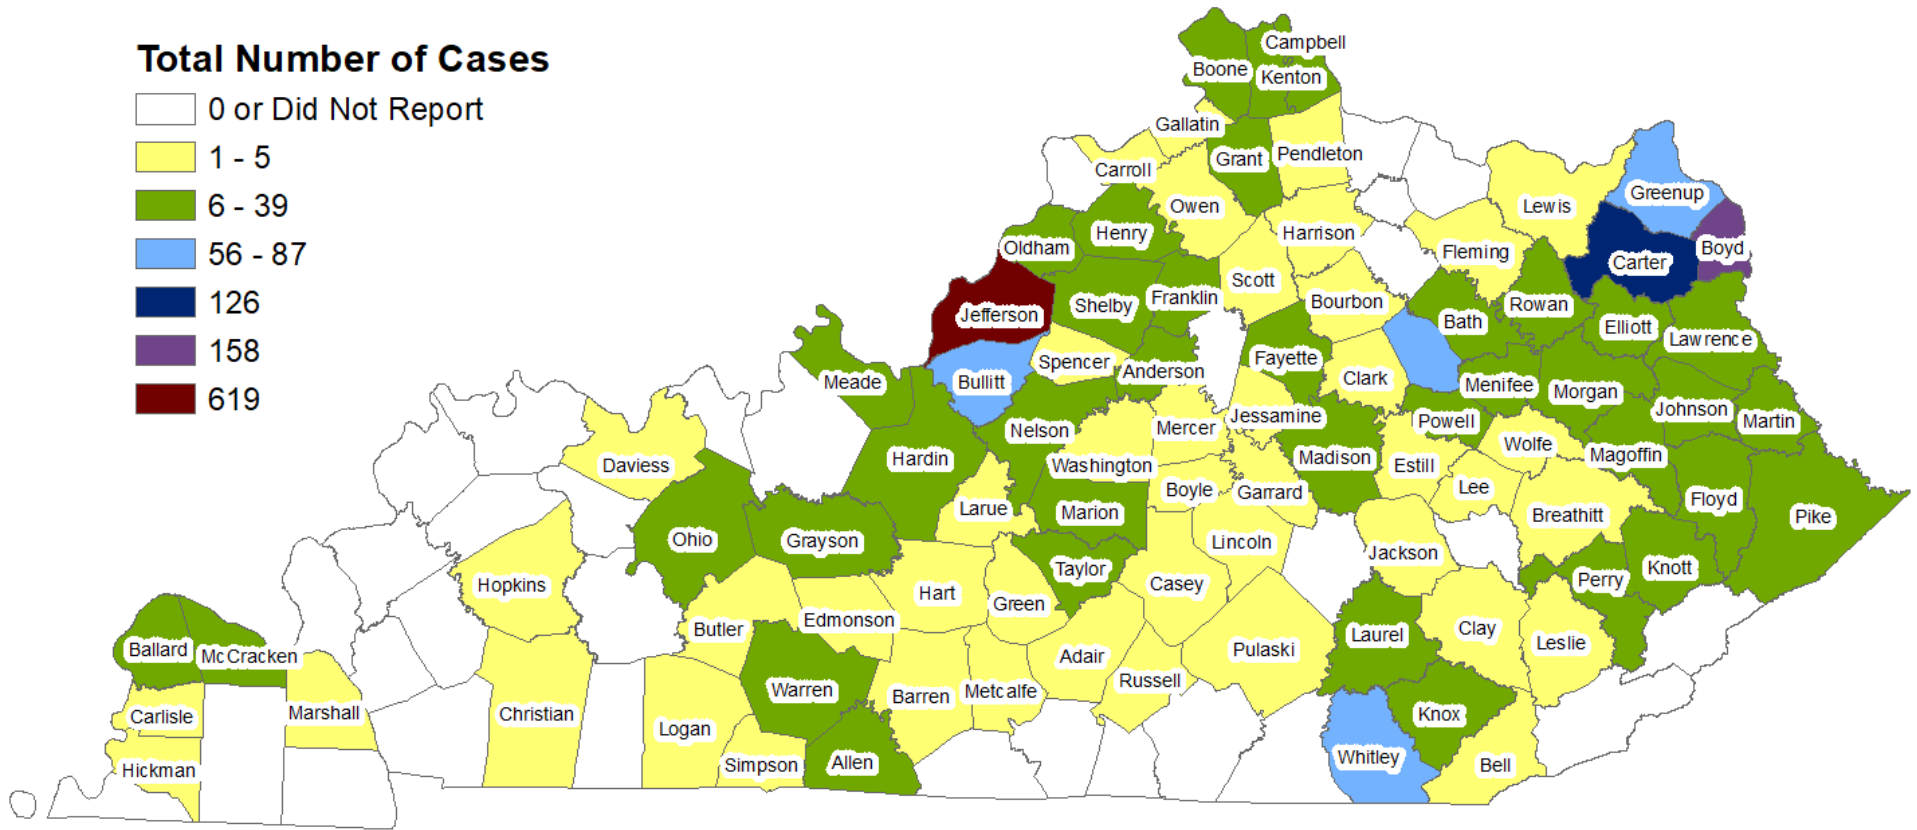 Total Number of Cases
0 or Did Not Report
1 - 5
6 - 39
56 - 87
126
158
619
Campbell
Boone
Kenton
Gallatin
Grant
Pendleton
Carroll
Owen
Lewis
Greenup
Oldham
Henry
Harrison
Fleming
Boyd
Carter
Scott
Jefferson
Shelby
Franklin
Bourbon
Rowan
Bath
Elliott
Lawrence
Meade
Bullitt
Spencer
Anderson
Fayette
Clark
Menifee
Morgan
Johnson
Martin
Nelson
Mercer
Jessamine
Powell
Wolfe
Magoffin
Daviess
Hardin
Washington
Madison
Estill
Lee
Boyle
Garrard
Larue
Marion
Breathitt
Floyd
Pike
Ohio
Grayson
Lincoln
Jackson
Taylor
Casey
Perry
Knott
Hopkins
Hart
Green
Edmonson
Butler
Laurel
Clay
Leslie
Ballard
McCracken
Adair
Pulaski
Russell
Warren
Barren
Metcalfe
Carlisle
Marshall
Christian
Logan
Knox
Hickman
Simpson
Allen
Whitley
Bell